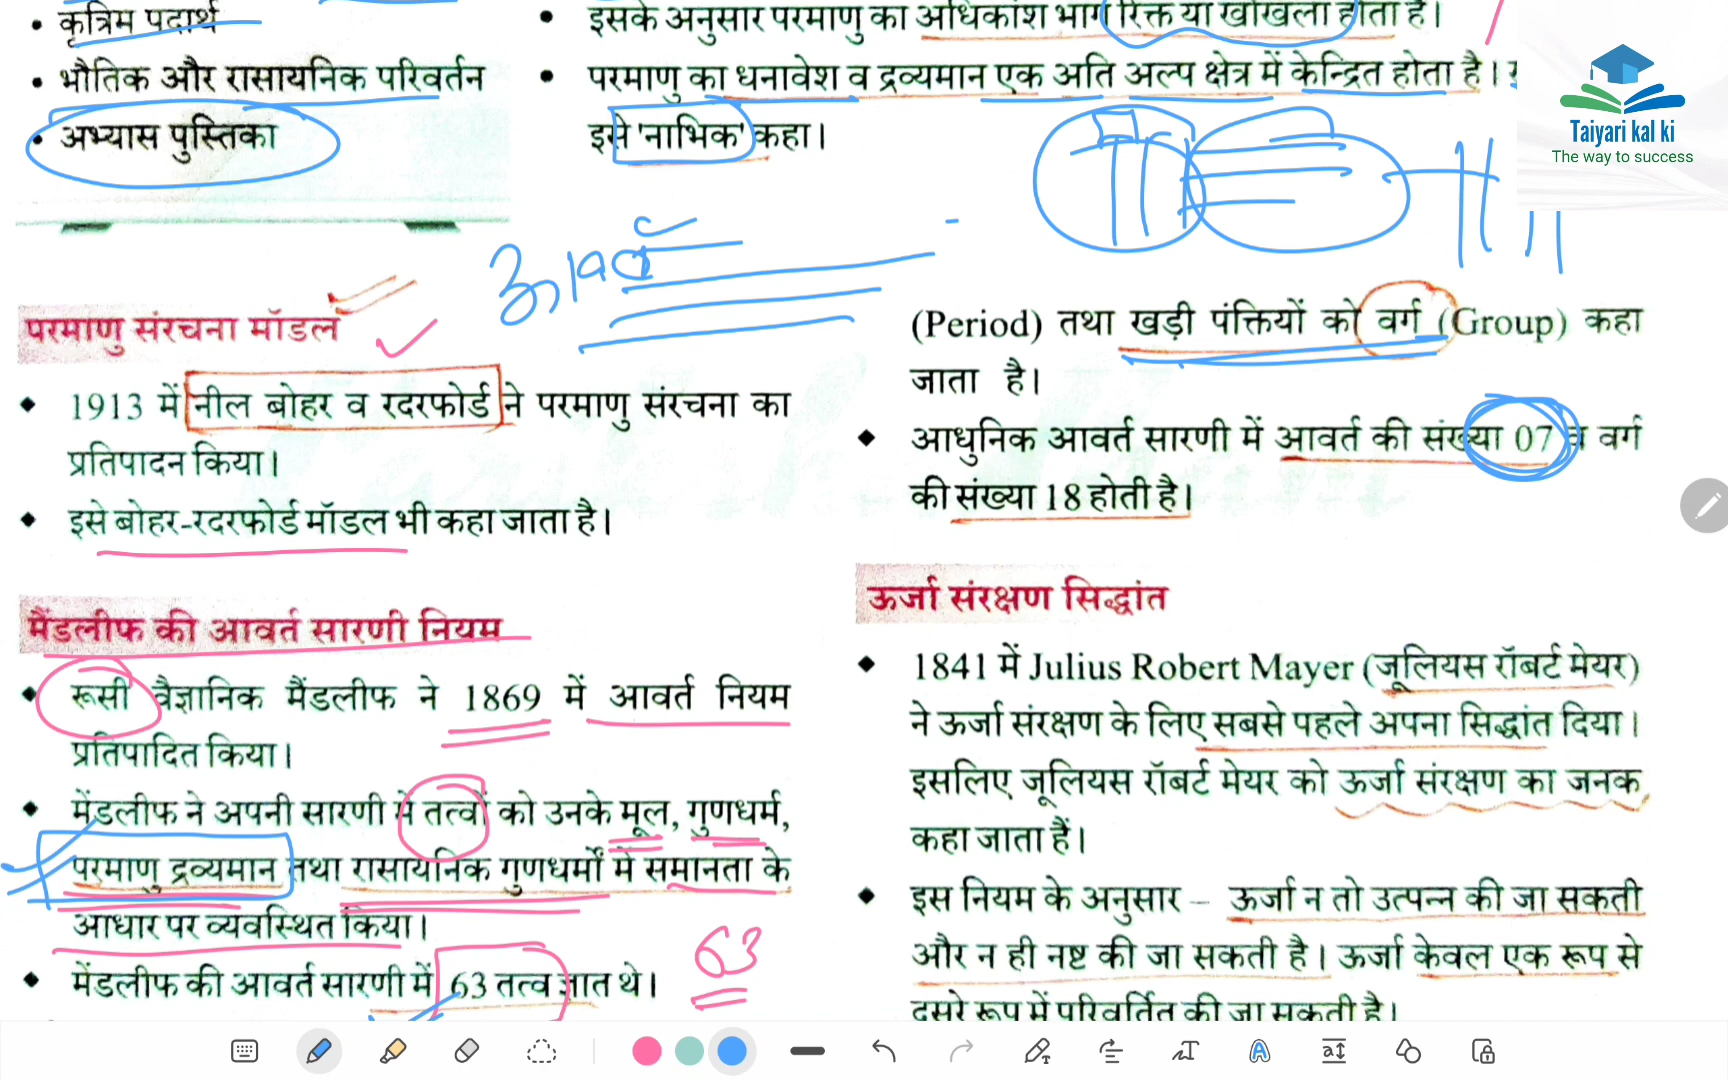 • कृत्रिम पदार्थ
• भौतिक और रासायनिक परिवर्तन
• अभ्यास पुस्तिका
• इसके अनुसार परमाणु का अधिकांश भाग रिक्त या खोखला होता है।
• परमाणु का धनावेश व द्रव्यमान एक अति अल्प क्षेत्र में केन्द्रित होता है।
इसे 'नाभिक' कहा।
Taiyari kal ki
The way to success
परमाणु संरचना मॉडल
◆ 1913 में नील बोहर व रदरफोर्ड ने परमाणु संरचना का
प्रतिपादन किया।
◆ इसे बोहर-रदरफोर्ड मॉडल भी कहा जाता है।
मैंडलीफ की आवर्त सारणी नियम
◆ रूसी वैज्ञानिक मैंडलीफ ने 1869 में आवर्त नियम
प्रतिपादित किया।
◆ मेंडलीफ ने अपनी सारणी में तत्वों को उनके मूल, गुणधर्म,
परमाणु द्रव्यमान तथा रासायनिक गुणधर्मों में समानता के
आधार पर व्यवस्थित किया।
63
◆ मेंडलीफ की आवर्त सारणी में 63 तत्व ज्ञात थे।
(Period) तथा खड़ी पंक्तियों को वर्ग (Group) कहा
जाता है।
◆ आधुनिक आवर्त सारणी में आवर्त की संख्या 07 व वर्ग
की संख्या 18 होती है।
ऊर्जा संरक्षण सिद्धांत
◆ 1841 में Julius Robert Mayer (जूलियस रॉबर्ट मेयर)
ने ऊर्जा संरक्षण के लिए सबसे पहले अपना सिद्धांत दिया।
इसलिए जूलियस रॉबर्ट मेयर को ऊर्जा संरक्षण का जनक
कहा जाता हैं।
◆ इस नियम के अनुसार – ऊर्जा न तो उत्पन्न की जा सकती
और न ही नष्ट की जा सकती है। ऊर्जा केवल एक रूप से
दूसरे रूप में परिवर्तित की जा सकती है।